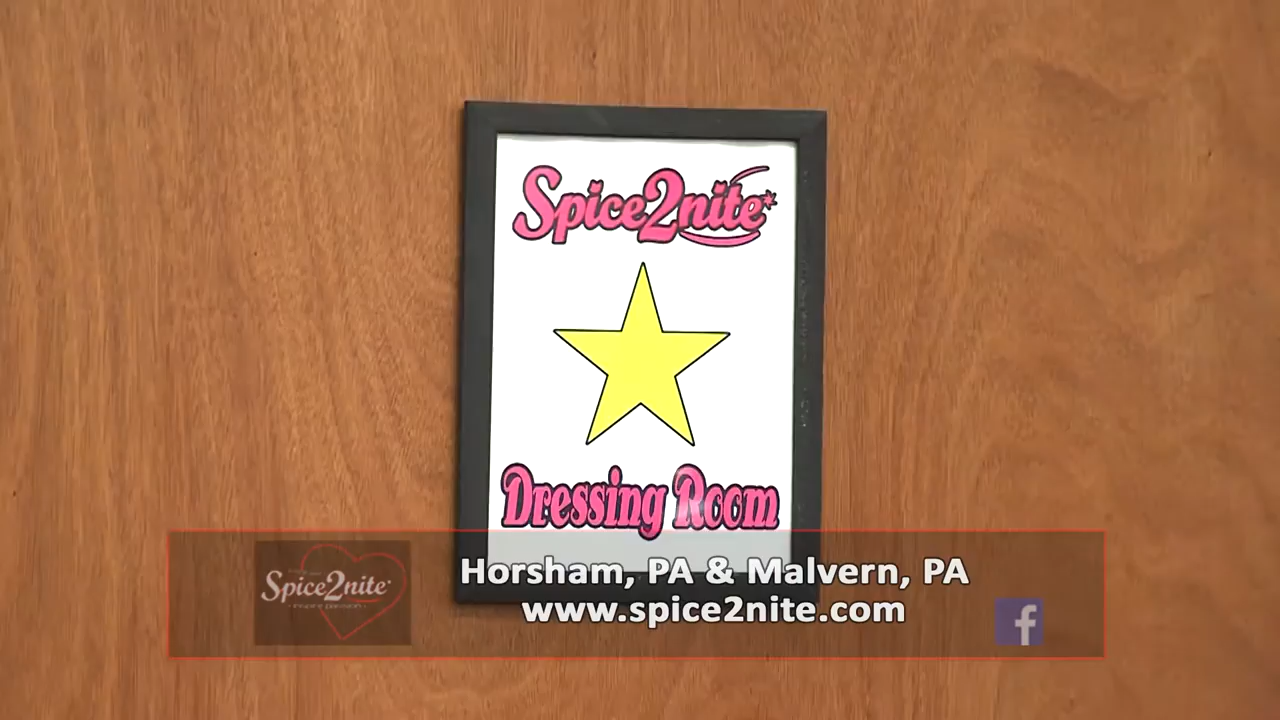 Spice2nite
Dressing Room
Spice2nite
Horsham, PA & Malvern, PA
www.spice2nite.com
f